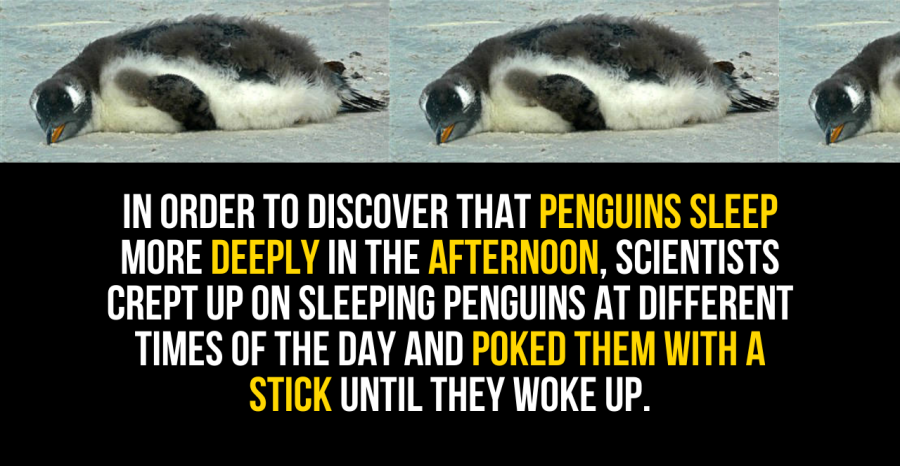 IN ORDER TO DISCOVER THAT PENGUINS SLEEP
MORE DEEPLY IN THE AFTERNOON, SCIENTISTS
CREPT UP ON SLEEPING PENGUINS AT DIFFERENT
TIMES OF THE DAY AND POKED THEM WITH A
STICK UNTIL THEY WOKE UP.